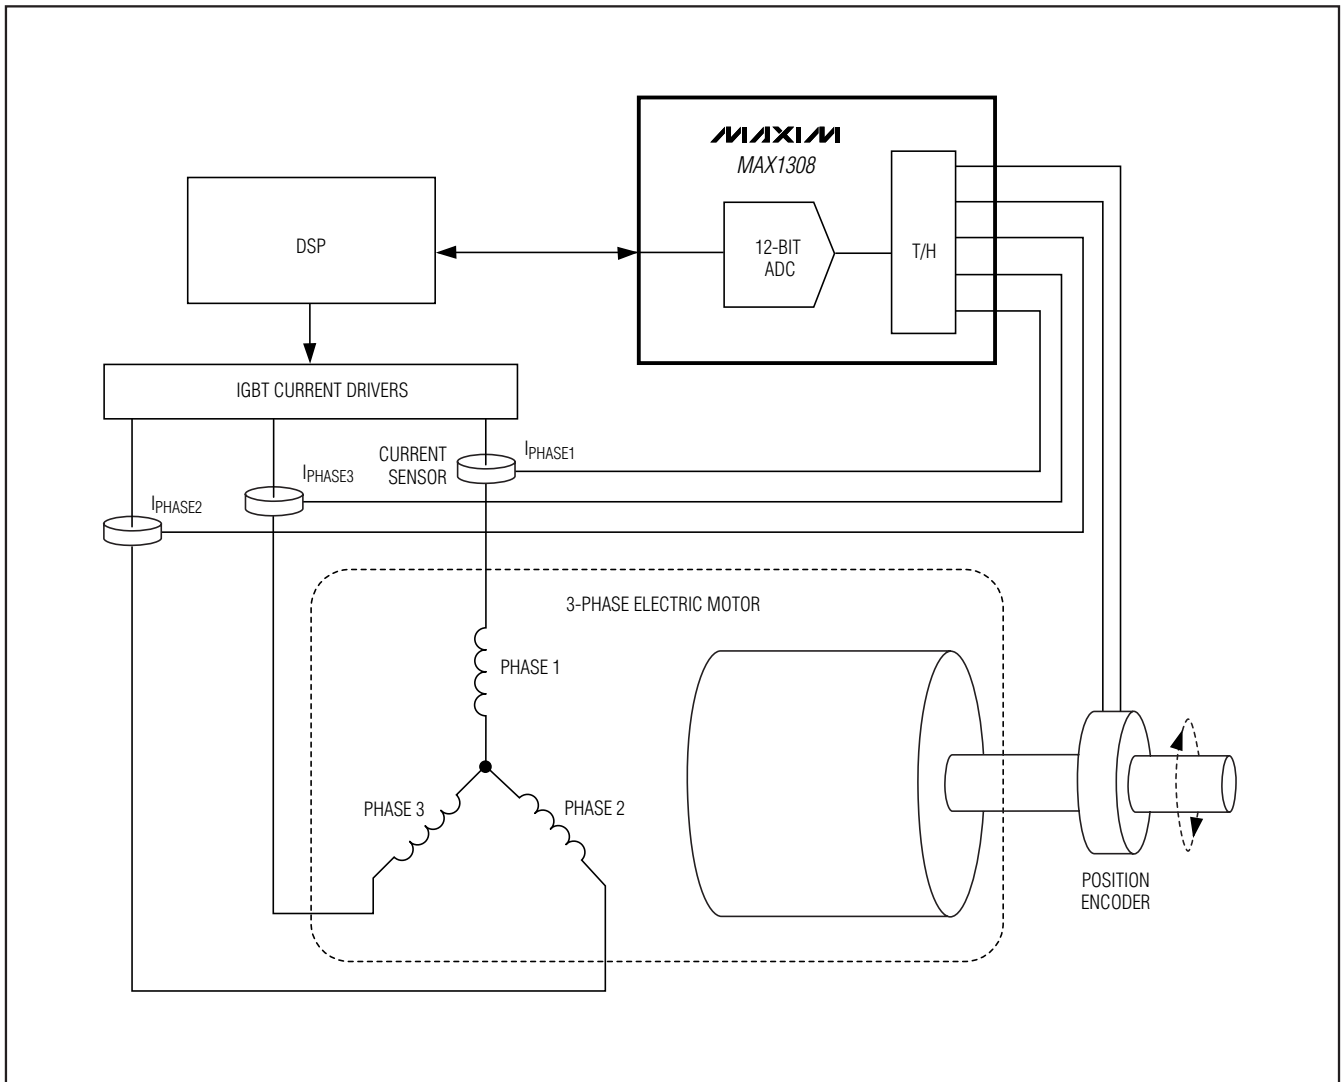 MAXIM
MAX1308
DSP
12-BIT
ADC
T/H
IGBT CURRENT DRIVERS
CURRENT
SENSOR
IPHASE1
IPHASE3
IPHASE2
3-PHASE ELECTRIC MOTOR
PHASE 1
PHASE 3
PHASE 2
POSITION
ENCODER